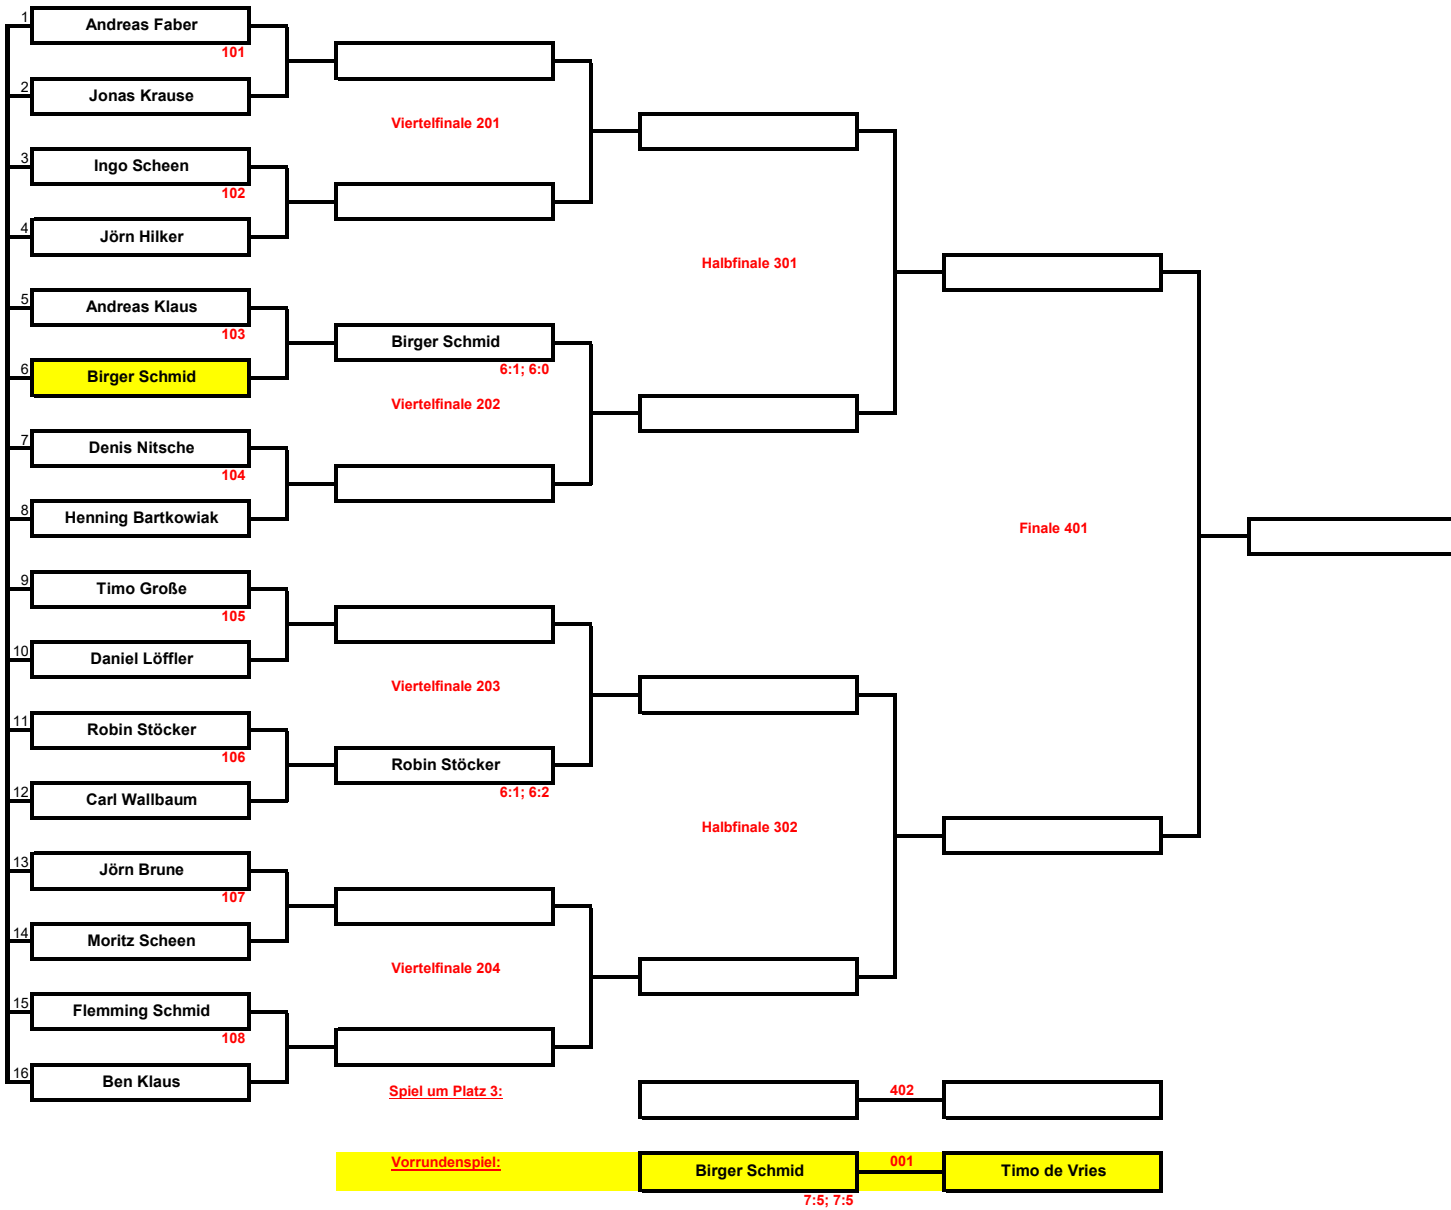 1
Andreas Faber
101
2
Jonas Krause
Viertelfinale 201
3
Ingo Scheen
102
4
Jörn Hilker
Halbfinale 301
5
Andreas Klaus
103
Birger Schmid
6:1; 6:0
6
Birger Schmid
Viertelfinale 202
7
Denis Nitsche
104
8
Henning Bartkowiak
Finale 401
9
Timo Große
105
10
Daniel Löffler
Viertelfinale 203
11
Robin Stöcker
106
Robin Stöcker
6:1; 6:2
12
Carl Wallbaum
Halbfinale 302
13
Jörn Brune
107
14
Moritz Scheen
Viertelfinale 204
15
Flemming Schmid
108
16
Ben Klaus
Spiel um Platz 3:
402
Vorrundenspiel:
Birger Schmid
001
Timo de Vries
7:5; 7:5